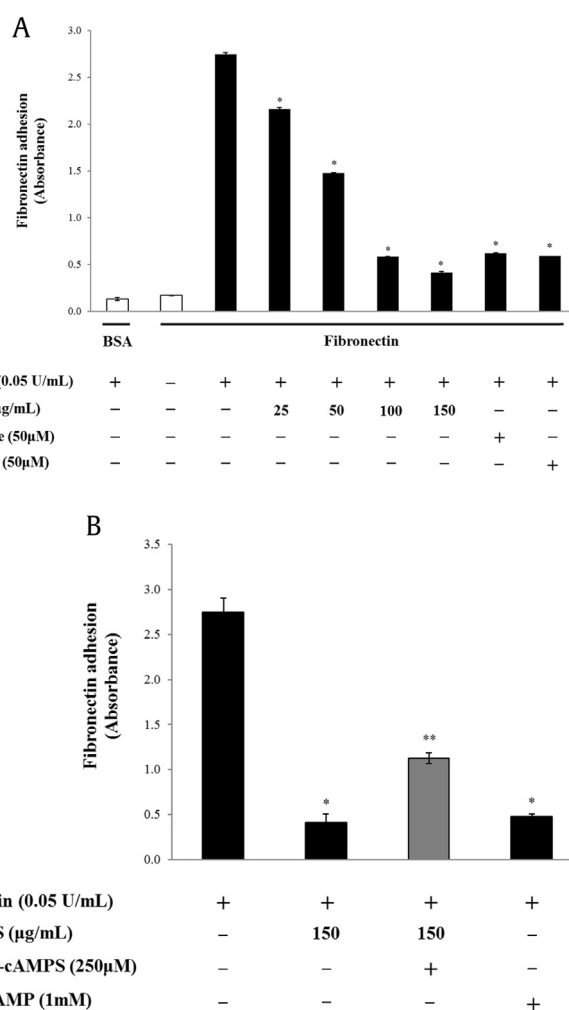 A
3.0
2.5
2.0
1.5
1.0
0.5
0.0
Fibronectin adhesion
(Absorbance)
* * * * * *
BSA Fibronectin
(0.05 U/mL) + – + + + + + + +
g/mL) – – – 25 50 100 150 – –
e (50μM) – – – – – – – + –
(50μM) – – – – – – – – +
B
3.5
3.0
2.5
2.0
1.5
1.0
0.5
0.0
Fibronectin adhesion
(Absorbance)
* ** *
in (0.05 U/mL) + + + +
S (μg/mL) – 150 150 –
-cAMPS (250μM) – – + –
AMP (1mM) – – – +